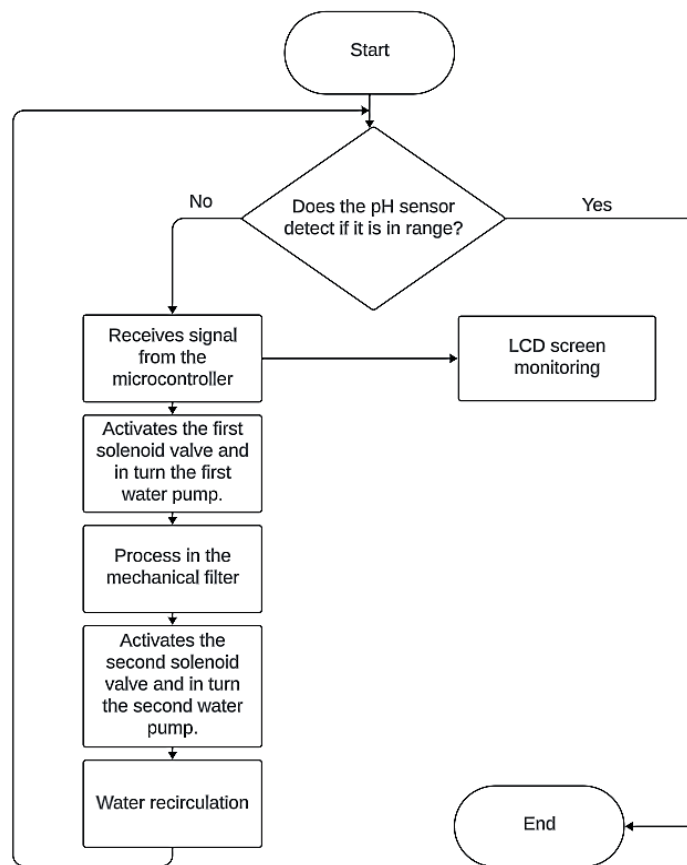 Start
Does the pH sensor
detect if it is in range?
No
Yes
Receives signal
from the
microcontroller
LCD screen
monitoring
Activates the first
solenoid valve and
in turn the first
water pump.
Process in the
mechanical filter
Activates the
second solenoid
valve and in turn
the second water
pump.
Water recirculation
End